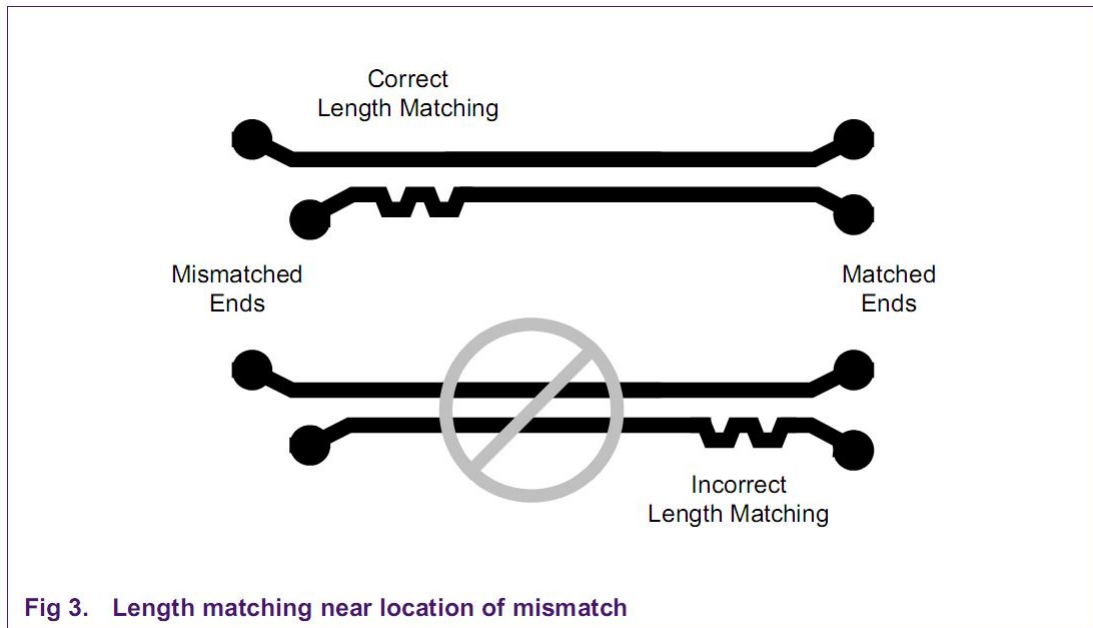 Correct
Length Matching
Mismatched
Ends
Matched
Ends
Incorrect
Length Matching
Fig 3. Length matching near location of mismatch